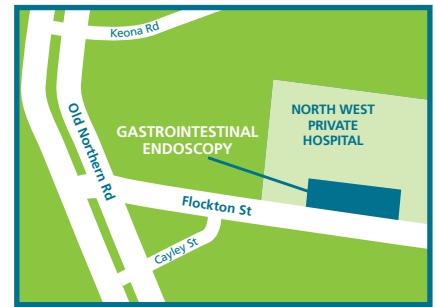 Keona Rd
Old Northern Rd
GASTROINTESTINAL
ENDOSCOPY
NORTH WEST
PRIVATE
HOSPITAL
Flockton St
Cayley St